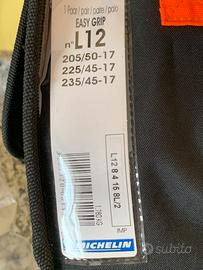 1 Paar / pair / paire / paio
EASY GRIP
n° L12
205/50-17
225/45-17
235/45-17
L12 8 4 15 8L/2
IMP
MICHELIN
subito